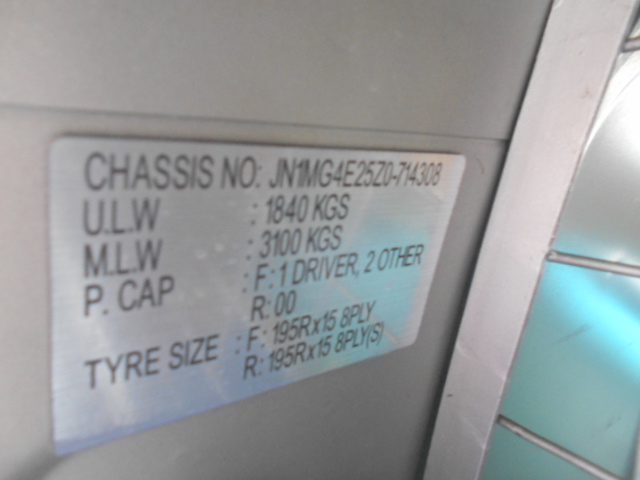 CHASSIS NO: JN1MG4E25Z0-714308
U.L.W : 1840 KGS
M.L.W : 3100 KGS
P. CAP : F: 1 DRIVER, 2 OTHER
R: 00
TYRE SIZE : F: 195Rx15 8PLY
R: 195Rx15 8PLY(S)